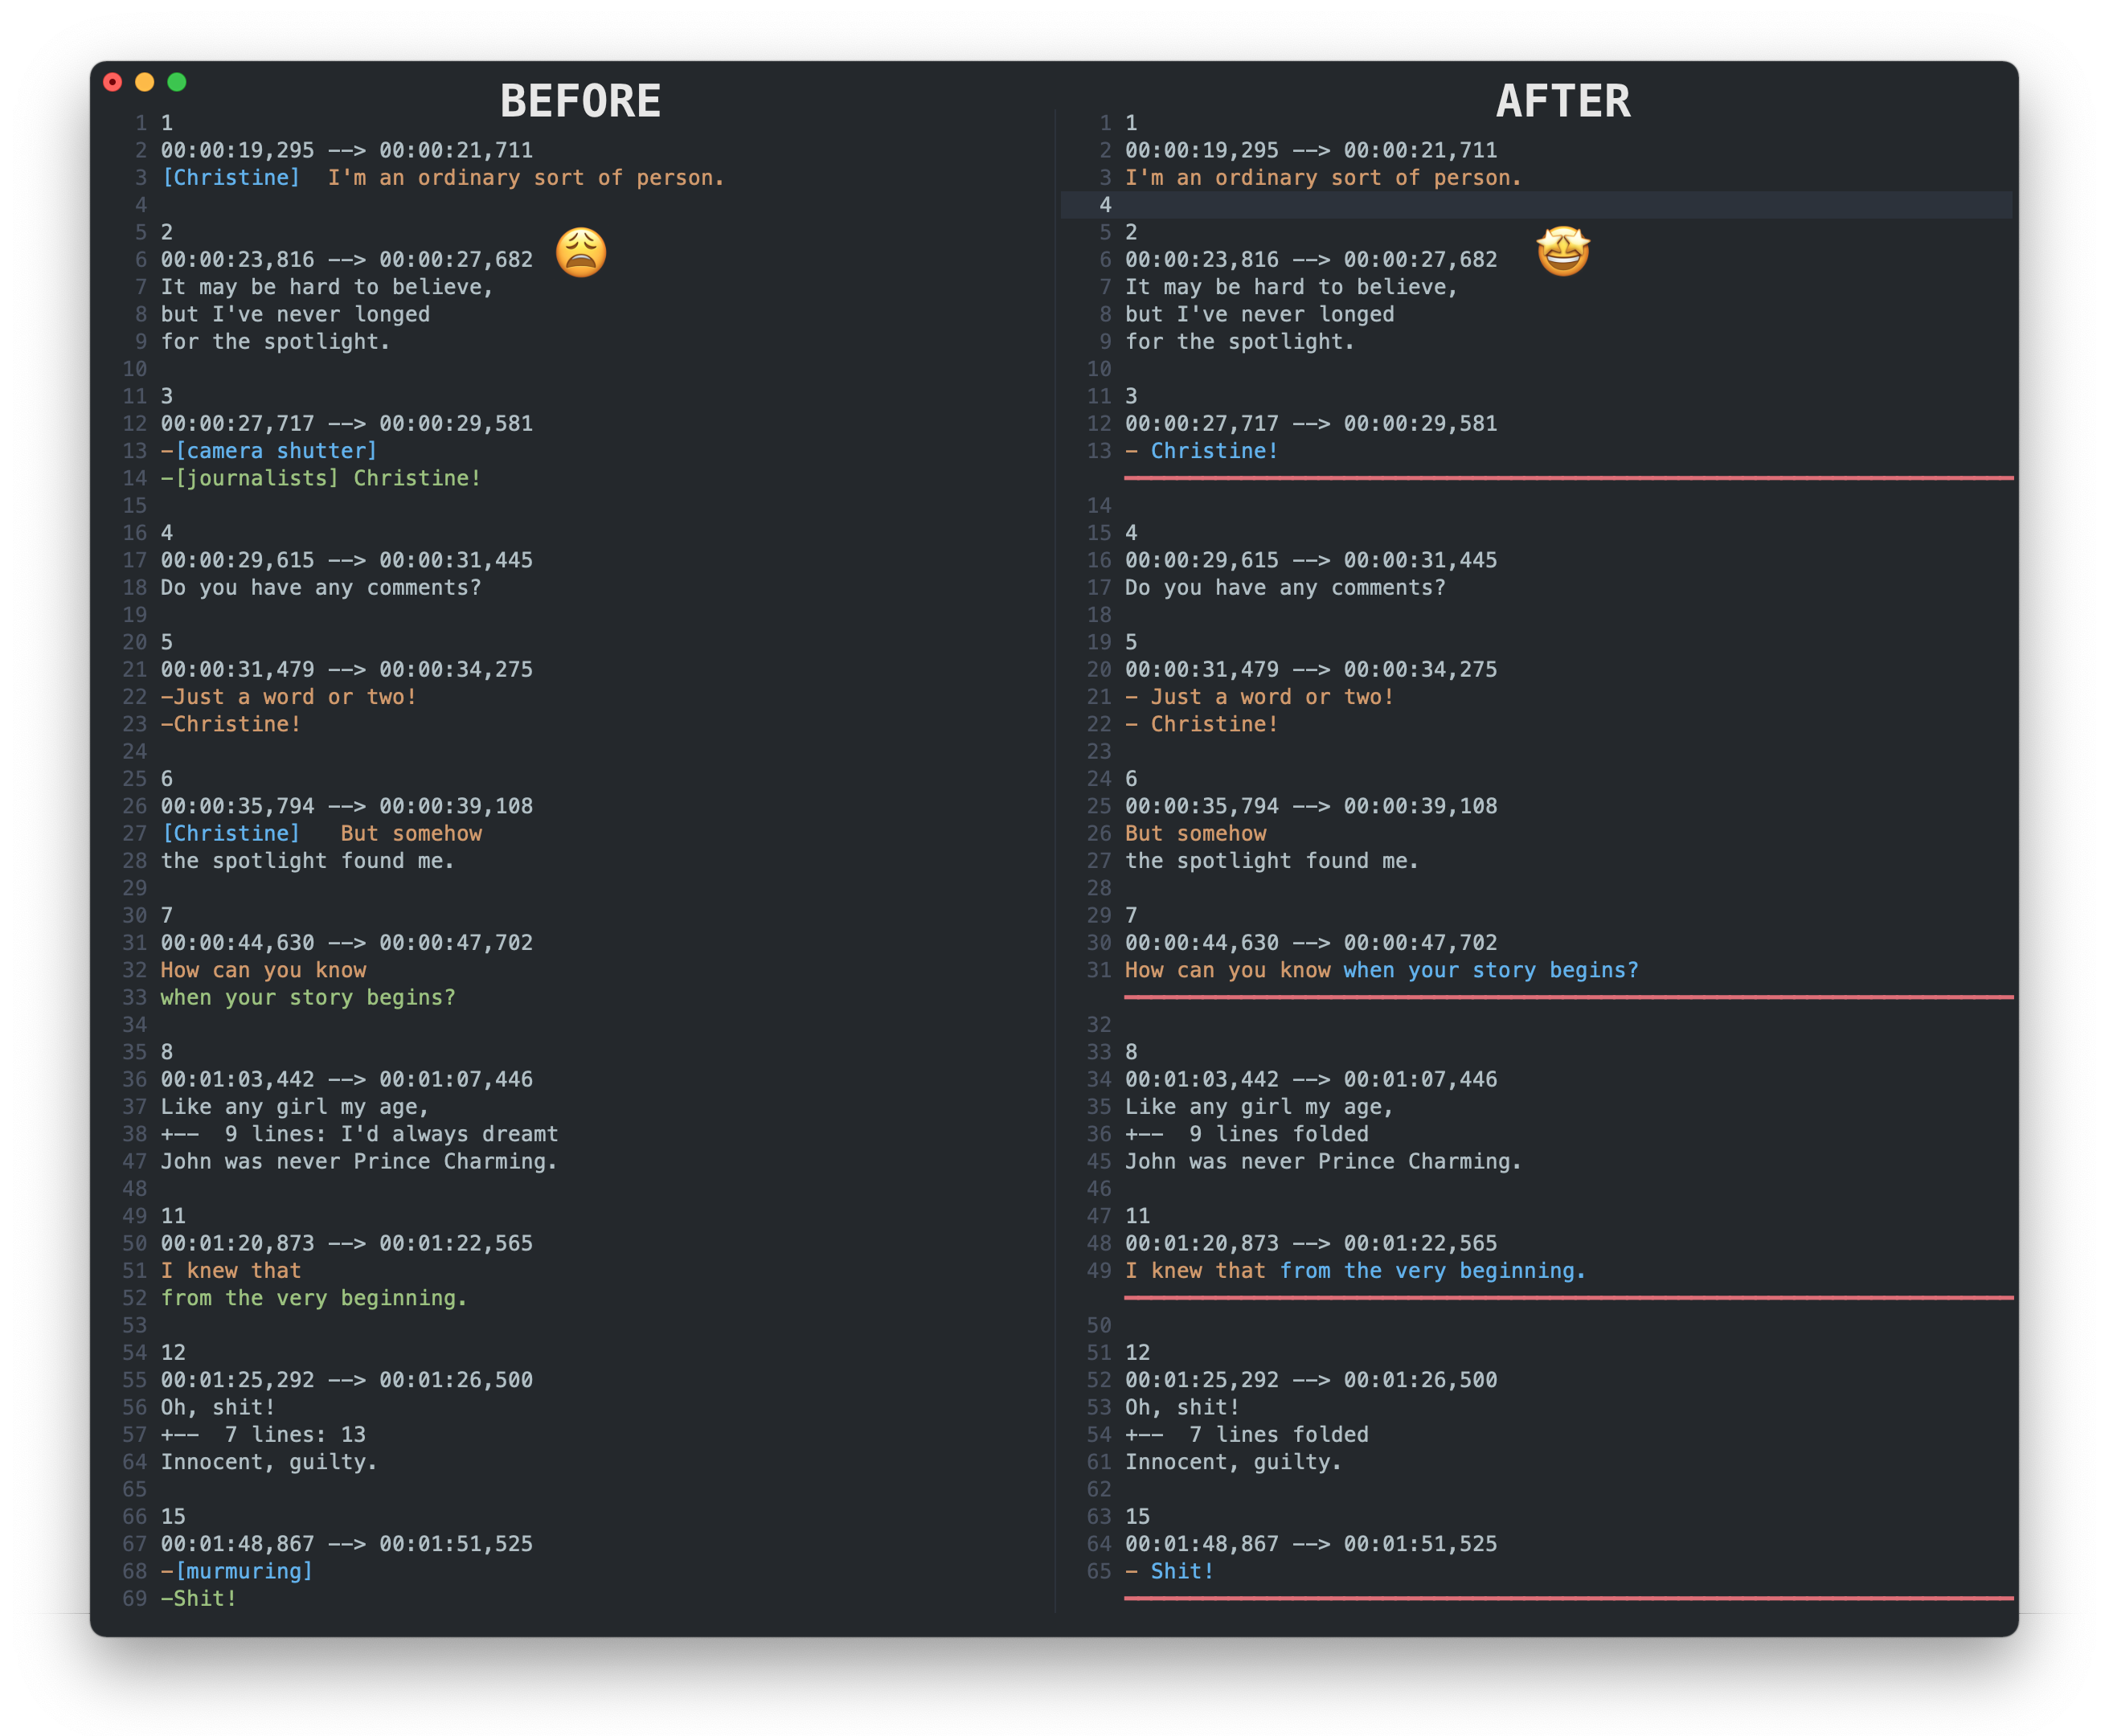 BEFORE
1 1
2 00:00:19,295 --> 00:00:21,711
3 [Christine]  I'm an ordinary sort of person.
4
5 2
6 00:00:23,816 --> 00:00:27,682
7 It may be hard to believe,
8 but I've never longed
9 for the spotlight.
10
11 3
12 00:00:27,717 --> 00:00:29,581
13 -[camera shutter]
14 -[journalists] Christine!
15
16 4
17 00:00:29,615 --> 00:00:31,445
18 Do you have any comments?
19
20 5
21 00:00:31,479 --> 00:00:34,275
22 -Just a word or two!
23 -Christine!
24
25 6
26 00:00:35,794 --> 00:00:39,108
27 [Christine]   But somehow
28 the spotlight found me.
29
30 7
31 00:00:44,630 --> 00:00:47,702
32 How can you know
33 when your story begins?
34
35 8
36 00:01:03,442 --> 00:01:07,446
37 Like any girl my age,
38 +--  9 lines: I'd always dreamt
47 John was never Prince Charming.
48
49 11
50 00:01:20,873 --> 00:01:22,565
51 I knew that
52 from the very beginning.
53
54 12
55 00:01:25,292 --> 00:01:26,500
56 Oh, shit!
57 +--  7 lines: 13
64 Innocent, guilty.
65
66 15
67 00:01:48,867 --> 00:01:51,525
68 -[murmuring]
69 -Shit!
AFTER
1 1
2 00:00:19,295 --> 00:00:21,711
3 I'm an ordinary sort of person.
4
5 2
6 00:00:23,816 --> 00:00:27,682
7 It may be hard to believe,
8 but I've never longed
9 for the spotlight.
10
11 3
12 00:00:27,717 --> 00:00:29,581
13 - Christine!
14
15 4
16 00:00:29,615 --> 00:00:31,445
17 Do you have any comments?
18
19 5
20 00:00:31,479 --> 00:00:34,275
21 - Just a word or two!
22 - Christine!
23
24 6
25 00:00:35,794 --> 00:00:39,108
26 But somehow
27 the spotlight found me.
28
29 7
30 00:00:44,630 --> 00:00:47,702
31 How can you know when your story begins?
32
33 8
34 00:01:03,442 --> 00:01:07,446
35 Like any girl my age,
36 +--  9 lines folded
45 John was never Prince Charming.
46
47 11
48 00:01:20,873 --> 00:01:22,565
49 I knew that from the very beginning.
50
51 12
52 00:01:25,292 --> 00:01:26,500
53 Oh, shit!
54 +--  7 lines folded
61 Innocent, guilty.
62
63 15
64 00:01:48,867 --> 00:01:51,525
65 - Shit!